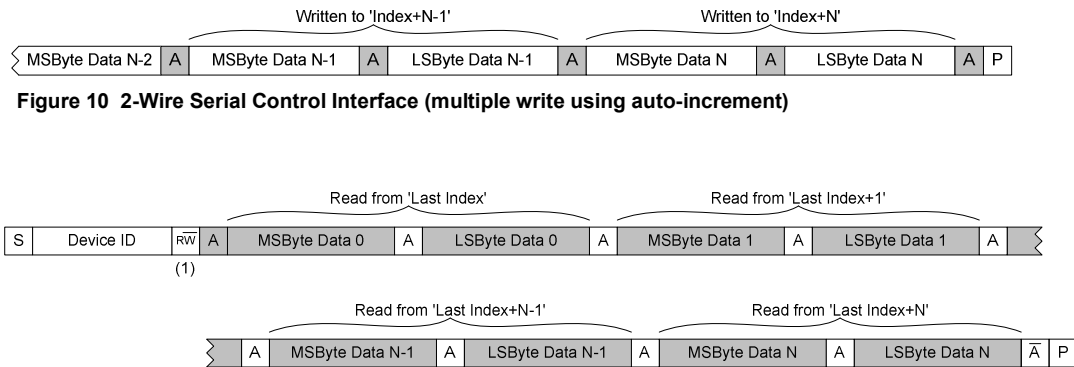 Written to 'Index+N-1' Written to 'Index+N'
MSByte Data N-2 A MSByte Data N-1 A LSByte Data N-1 A MSByte Data N A LSByte Data N A P
Figure 10 2-Wire Serial Control Interface (multiple write using auto-increment)
Read from 'Last Index' Read from 'Last Index+1'
S Device ID RW̅ A MSByte Data 0 A LSByte Data 0 A MSByte Data 1 A LSByte Data 1 A
(1)
Read from 'Last Index+N-1' Read from 'Last Index+N'
A MSByte Data N-1 A LSByte Data N-1 A MSByte Data N A LSByte Data N A̅ P